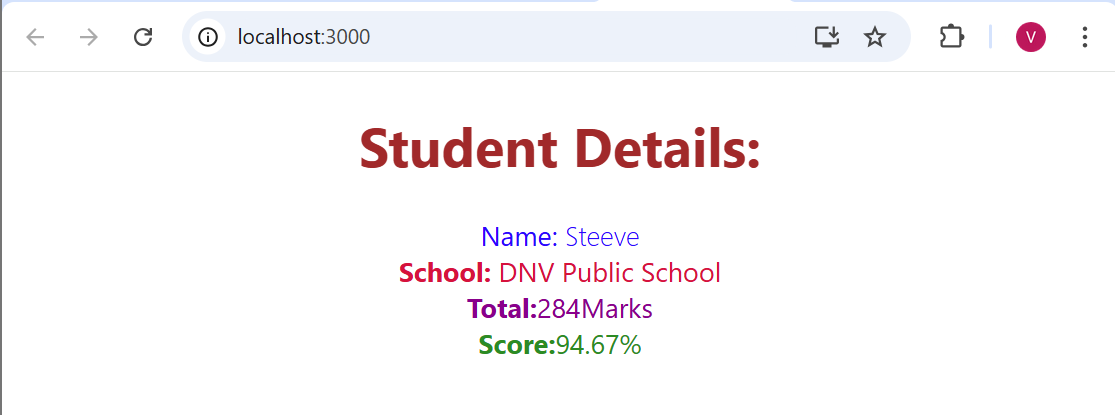 localhost:3000
V
Student Details:
Name: Steeve
School: DNV Public School
Total:284Marks
Score:94.67%